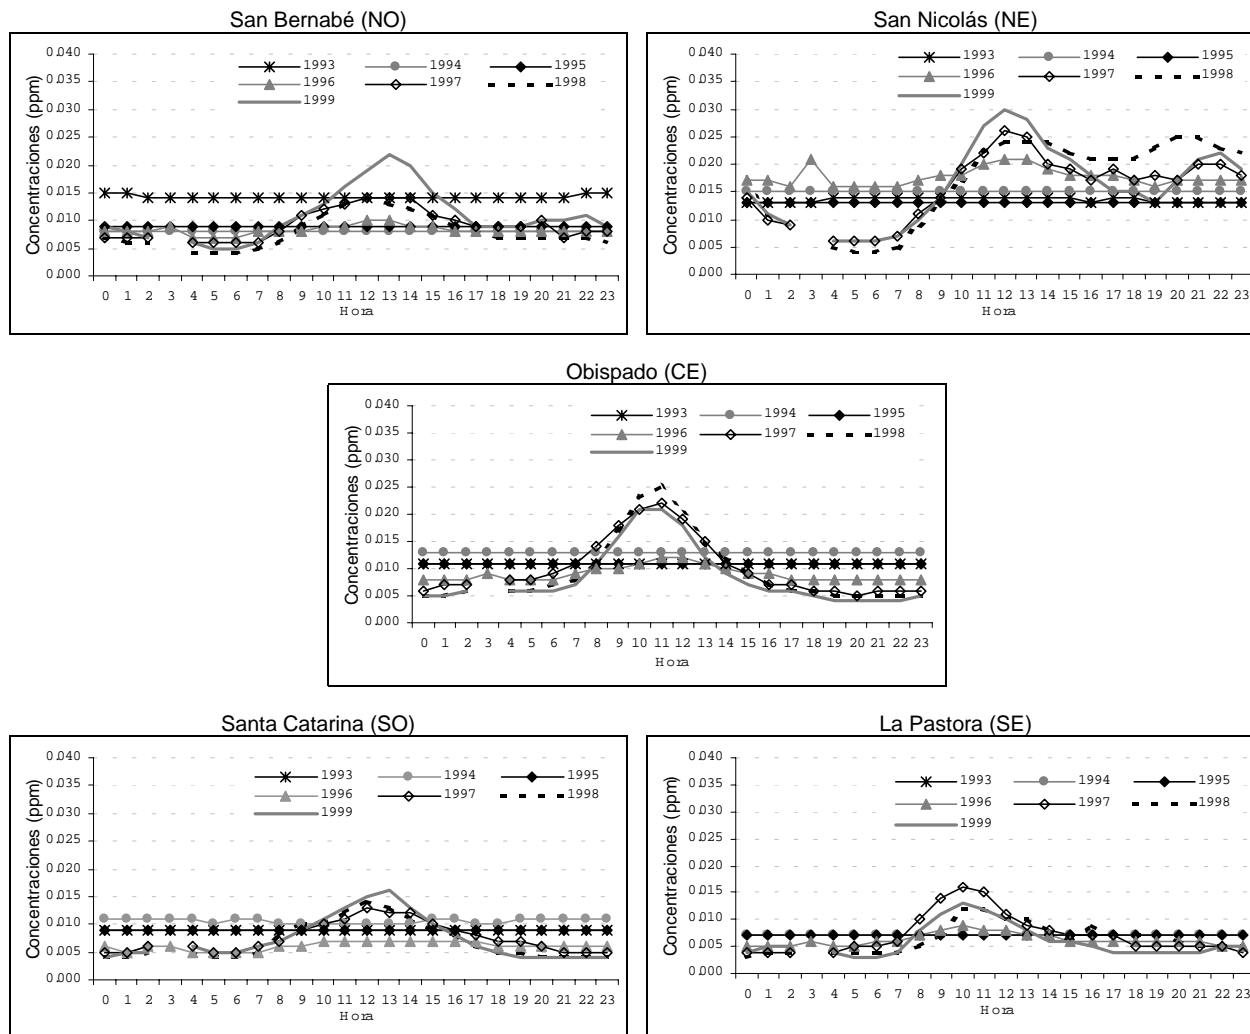 San Bernabé (NO)
0.040
0.035
0.030
0.025
0.020
0.015
0.010
0.005
0.000
Concentraciones (ppm)
1993 1994 1995
1996 1997 1998
1999
0 1 2 3 4 5 6 7 8 9 10 11 12 13 14 15 16 17 18 19 20 21 22 23
Hora
San Nicolás (NE)
0.040
0.035
0.030
0.025
0.020
0.015
0.010
0.005
0.000
Concentraciones (ppm)
1993 1994 1995
1996 1997 1998
1999
0 1 2 3 4 5 6 7 8 9 10 11 12 13 14 15 16 17 18 19 20 21 22 23
Hora
Obispado (CE)
0.040
0.035
0.030
0.025
0.020
0.015
0.010
0.005
0.000
Concentraciones (ppm)
1993 1994 1995
1996 1997 1998
1999
0 1 2 3 4 5 6 7 8 9 10 11 12 13 14 15 16 17 18 19 20 21 22 23
Hora
Santa Catarina (SO)
0.040
0.035
0.030
0.025
0.020
0.015
0.010
0.005
0.000
Concentraciones (ppm)
1993 1994 1995
1996 1997 1998
1999
0 1 2 3 4 5 6 7 8 9 10 11 12 13 14 15 16 17 18 19 20 21 22 23
Hora
La Pastora (SE)
0.040
0.035
0.030
0.025
0.020
0.015
0.010
0.005
0.000
Concentraciones (ppm)
1993 1994 1995
1996 1997 1998
1999
0 1 2 3 4 5 6 7 8 9 10 11 12 13 14 15 16 17 18 19 20 21 22 23
Hora